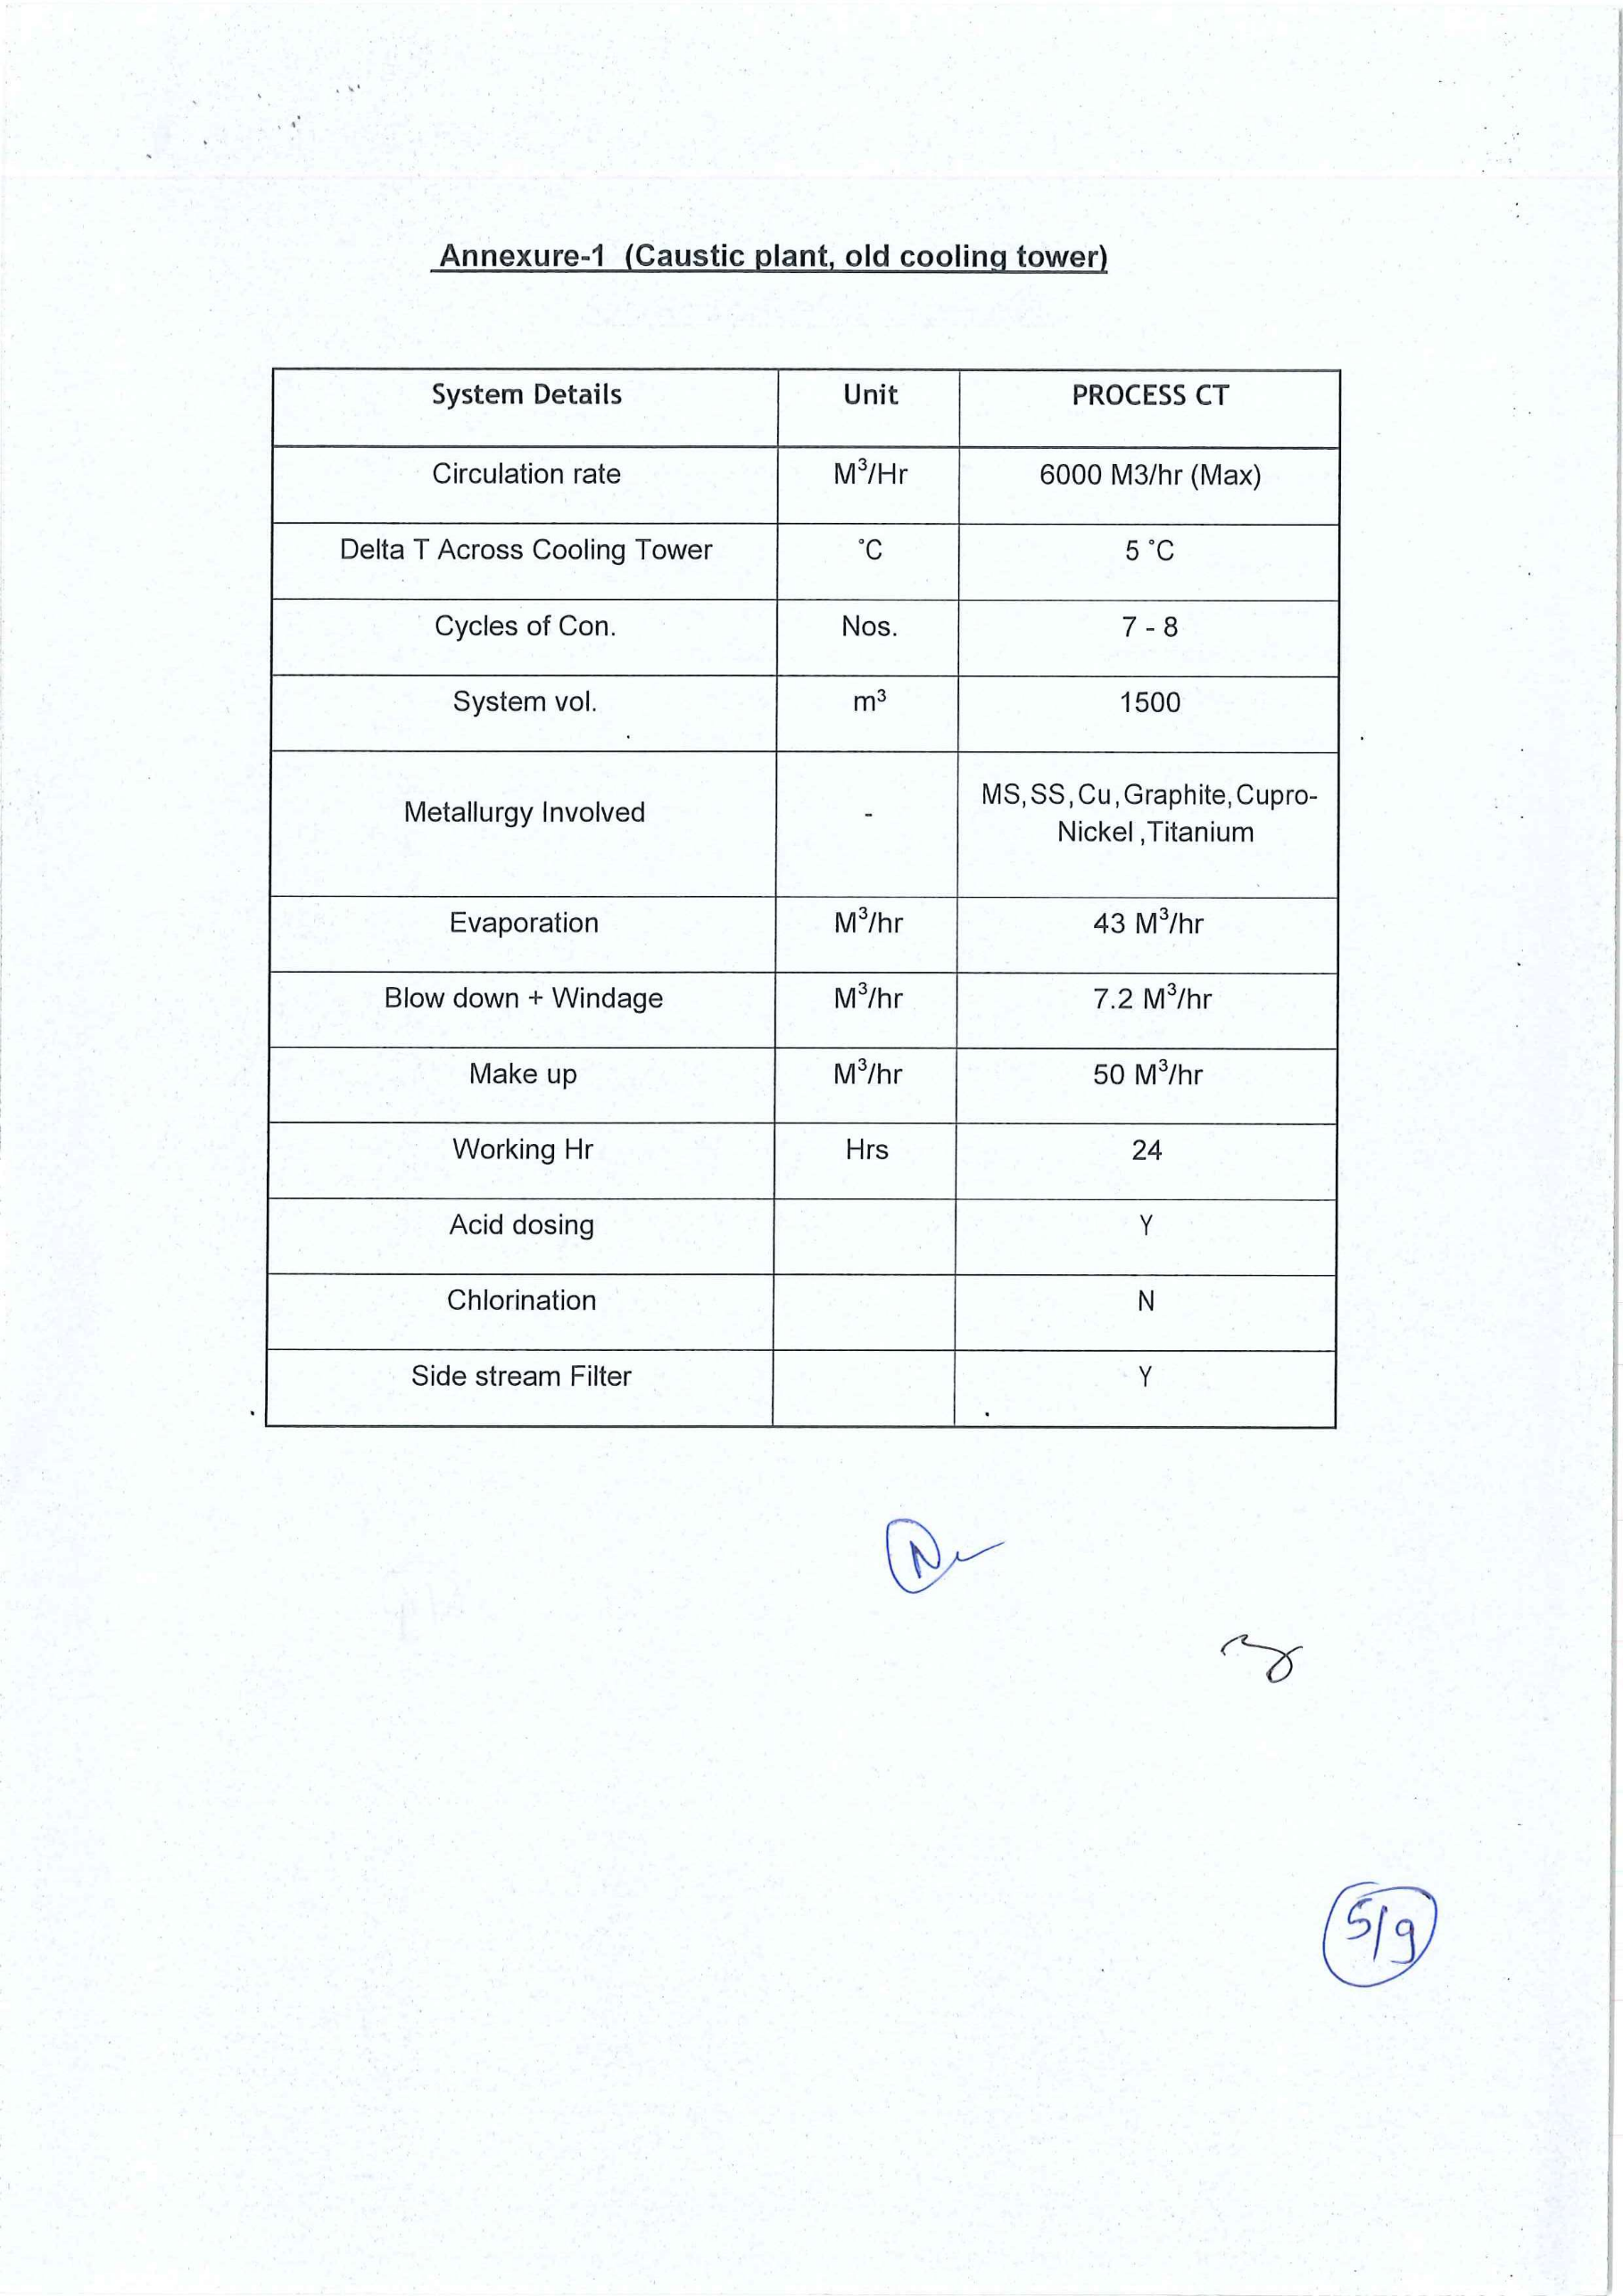 Annexure-1 (Caustic plant, old cooling tower)
System Details Unit PROCESS CT
Circulation rate M³/Hr 6000 M3/hr (Max)
Delta T Across Cooling Tower °C 5 °C
Cycles of Con. Nos. 7 - 8
System vol. m³ 1500
Metallurgy Involved - MS,SS,Cu,Graphite,Cupro-
Nickel ,Titanium
Evaporation M³/hr 43 M³/hr
Blow down + Windage M³/hr 7.2 M³/hr
Make up M³/hr 50 M³/hr
Working Hr Hrs 24
Acid dosing Y
Chlorination N
Side stream Filter Y
5/9